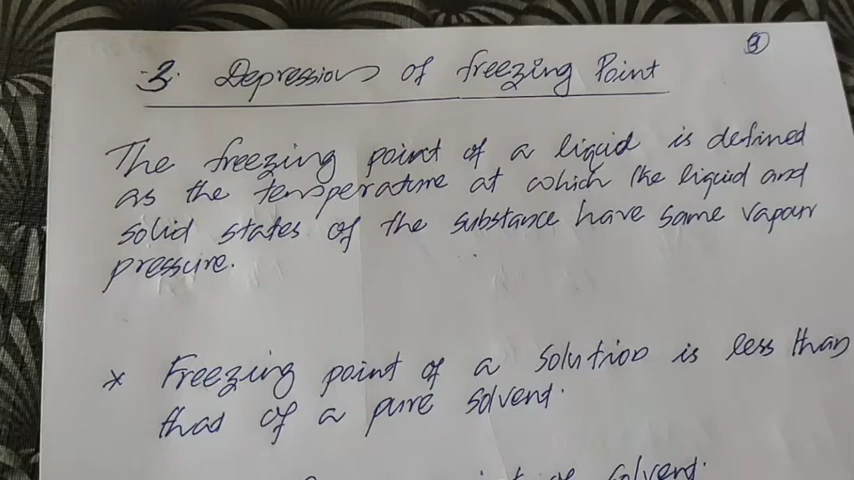 3
3. Depression of freezing Point
The freezing point of a liquid is defined
as the temperature at which the liquid and
solid states of the substance have same vapour
pressure.
* Freezing point of a solution is less than
that of a pure solvent.
of solvent.